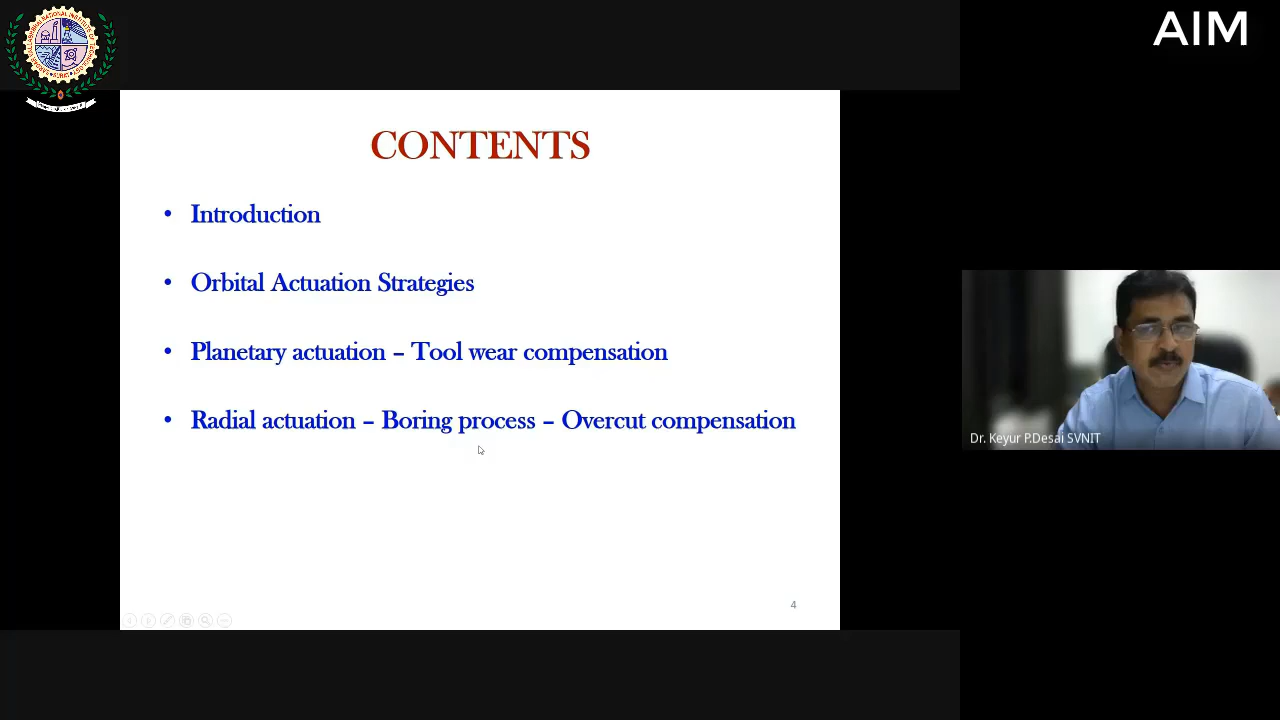 AIM
CONTENTS
• Introduction
• Orbital Actuation Strategies
• Planetary actuation – Tool wear compensation
• Radial actuation – Boring process – Overcut compensation
Dr. Keyur P.Desai SVNIT
4